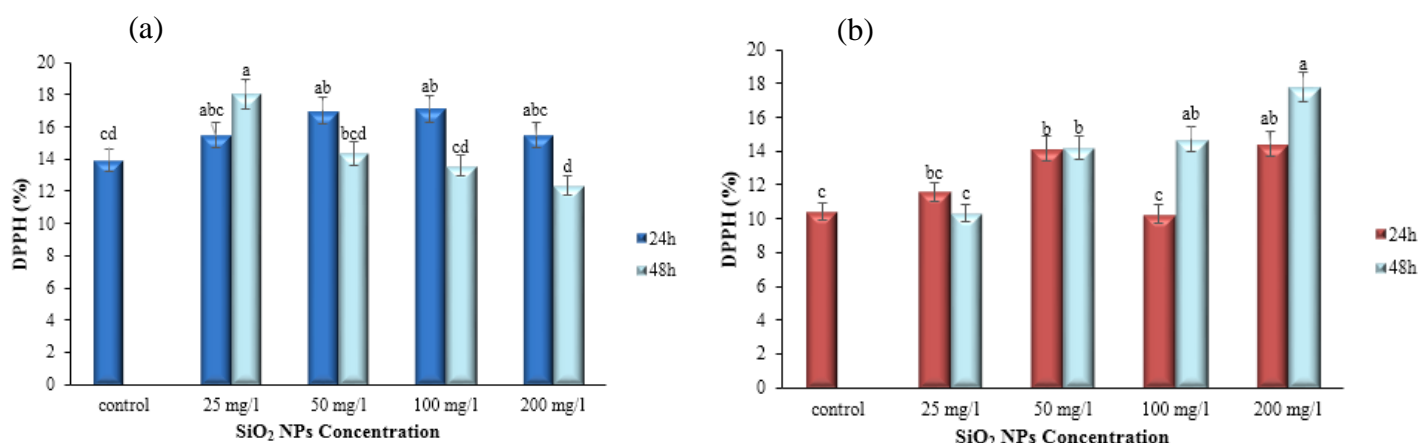 (a)
20
18
16
14
12
10
8
6
4
2
0
DPPH (%)
cd
abc
a
ab
bcd
ab
cd
abc
d
control
25 mg/l
50 mg/l
100 mg/l
200 mg/l
SiO₂ NPs Concentration
24h
48h
(b)
20
18
16
14
12
10
8
6
4
2
0
DPPH (%)
c
bc
c
b
b
c
ab
ab
a
control
25 mg/l
50 mg/l
100 mg/l
200 mg/l
SiO₂ NPs Concentration
24h
48h